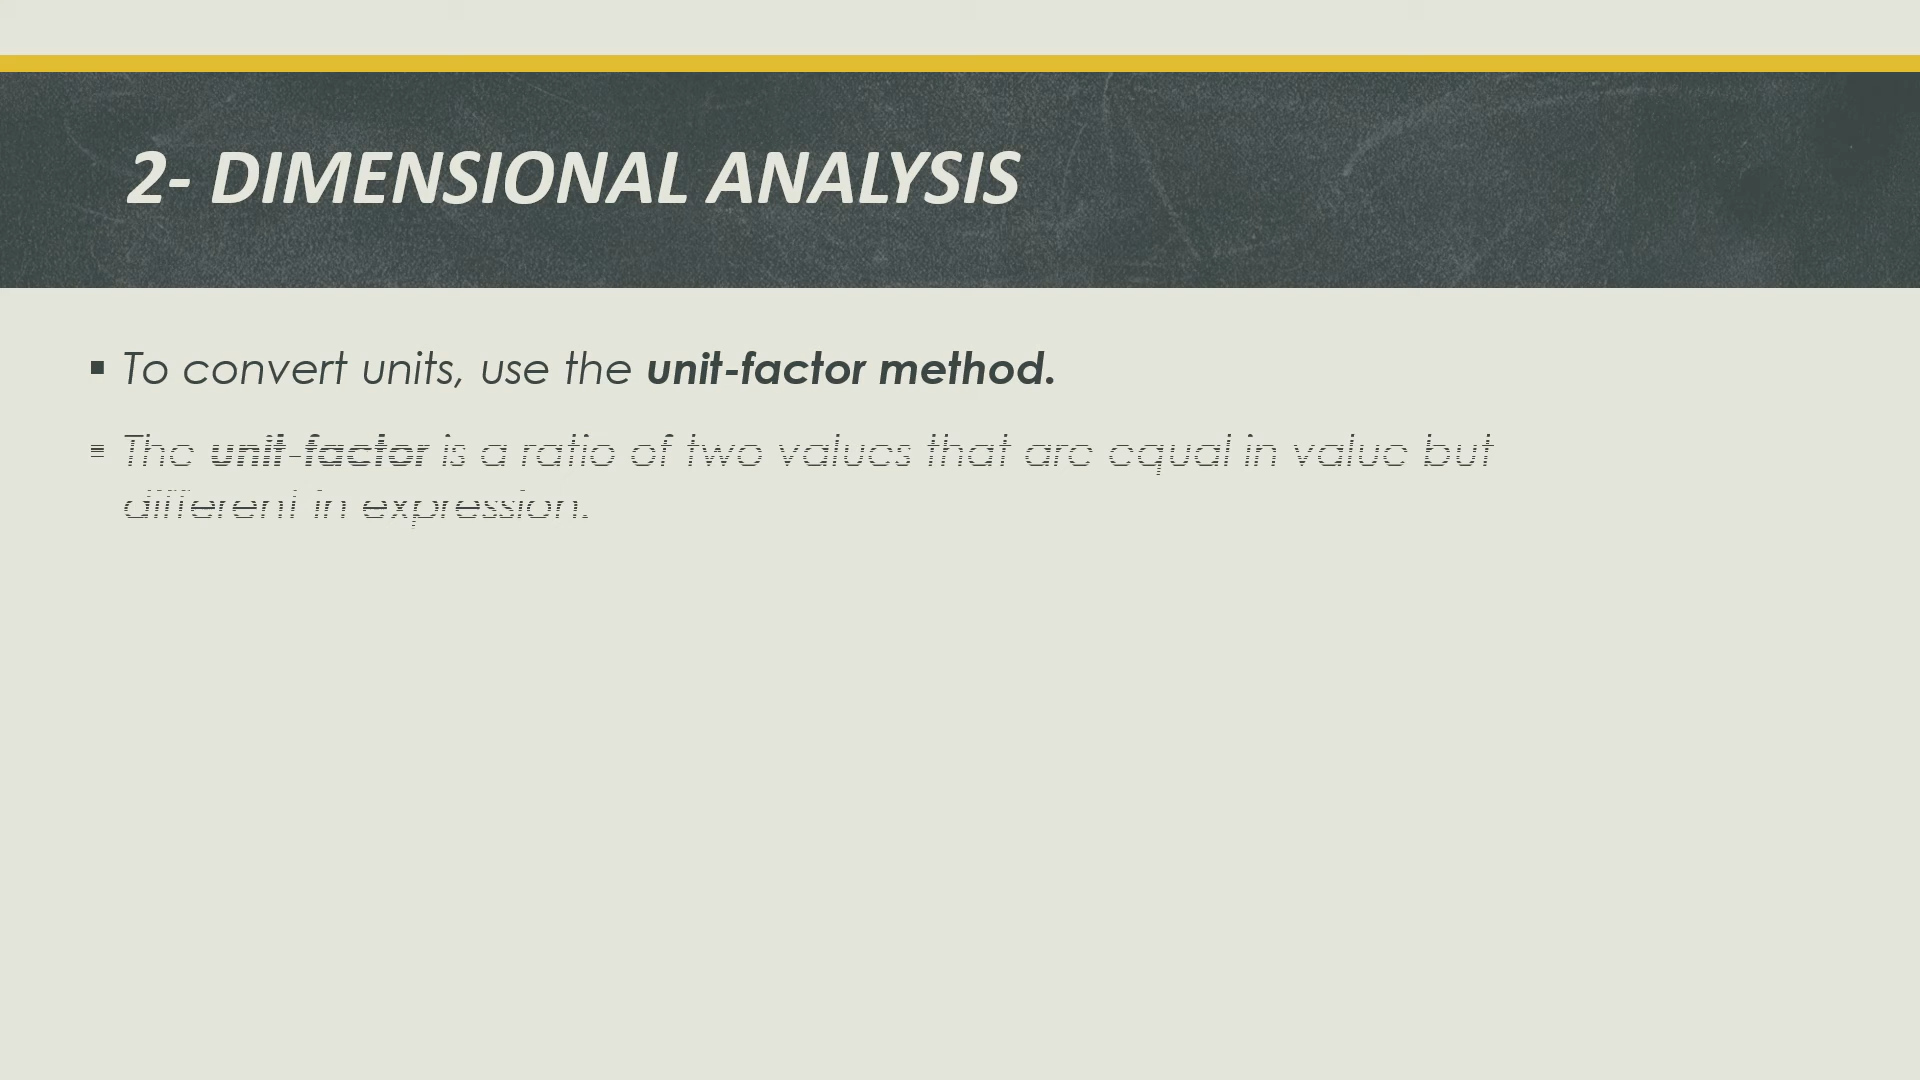 2- DIMENSIONAL ANALYSIS
▪ To convert units, use the unit-factor method.
▪ The unit-factor is a ratio of two values that are equal in value but
different in expression.